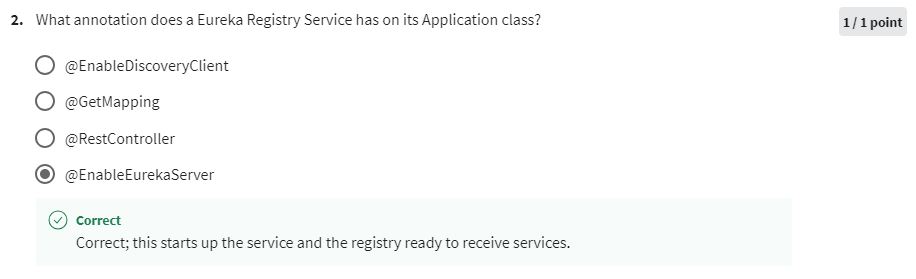 2. What annotation does a Eureka Registry Service has on its Application class?
1 / 1 point
@EnableDiscoveryClient
@GetMapping
@RestController
@EnableEurekaServer
Correct
Correct; this starts up the service and the registry ready to receive services.